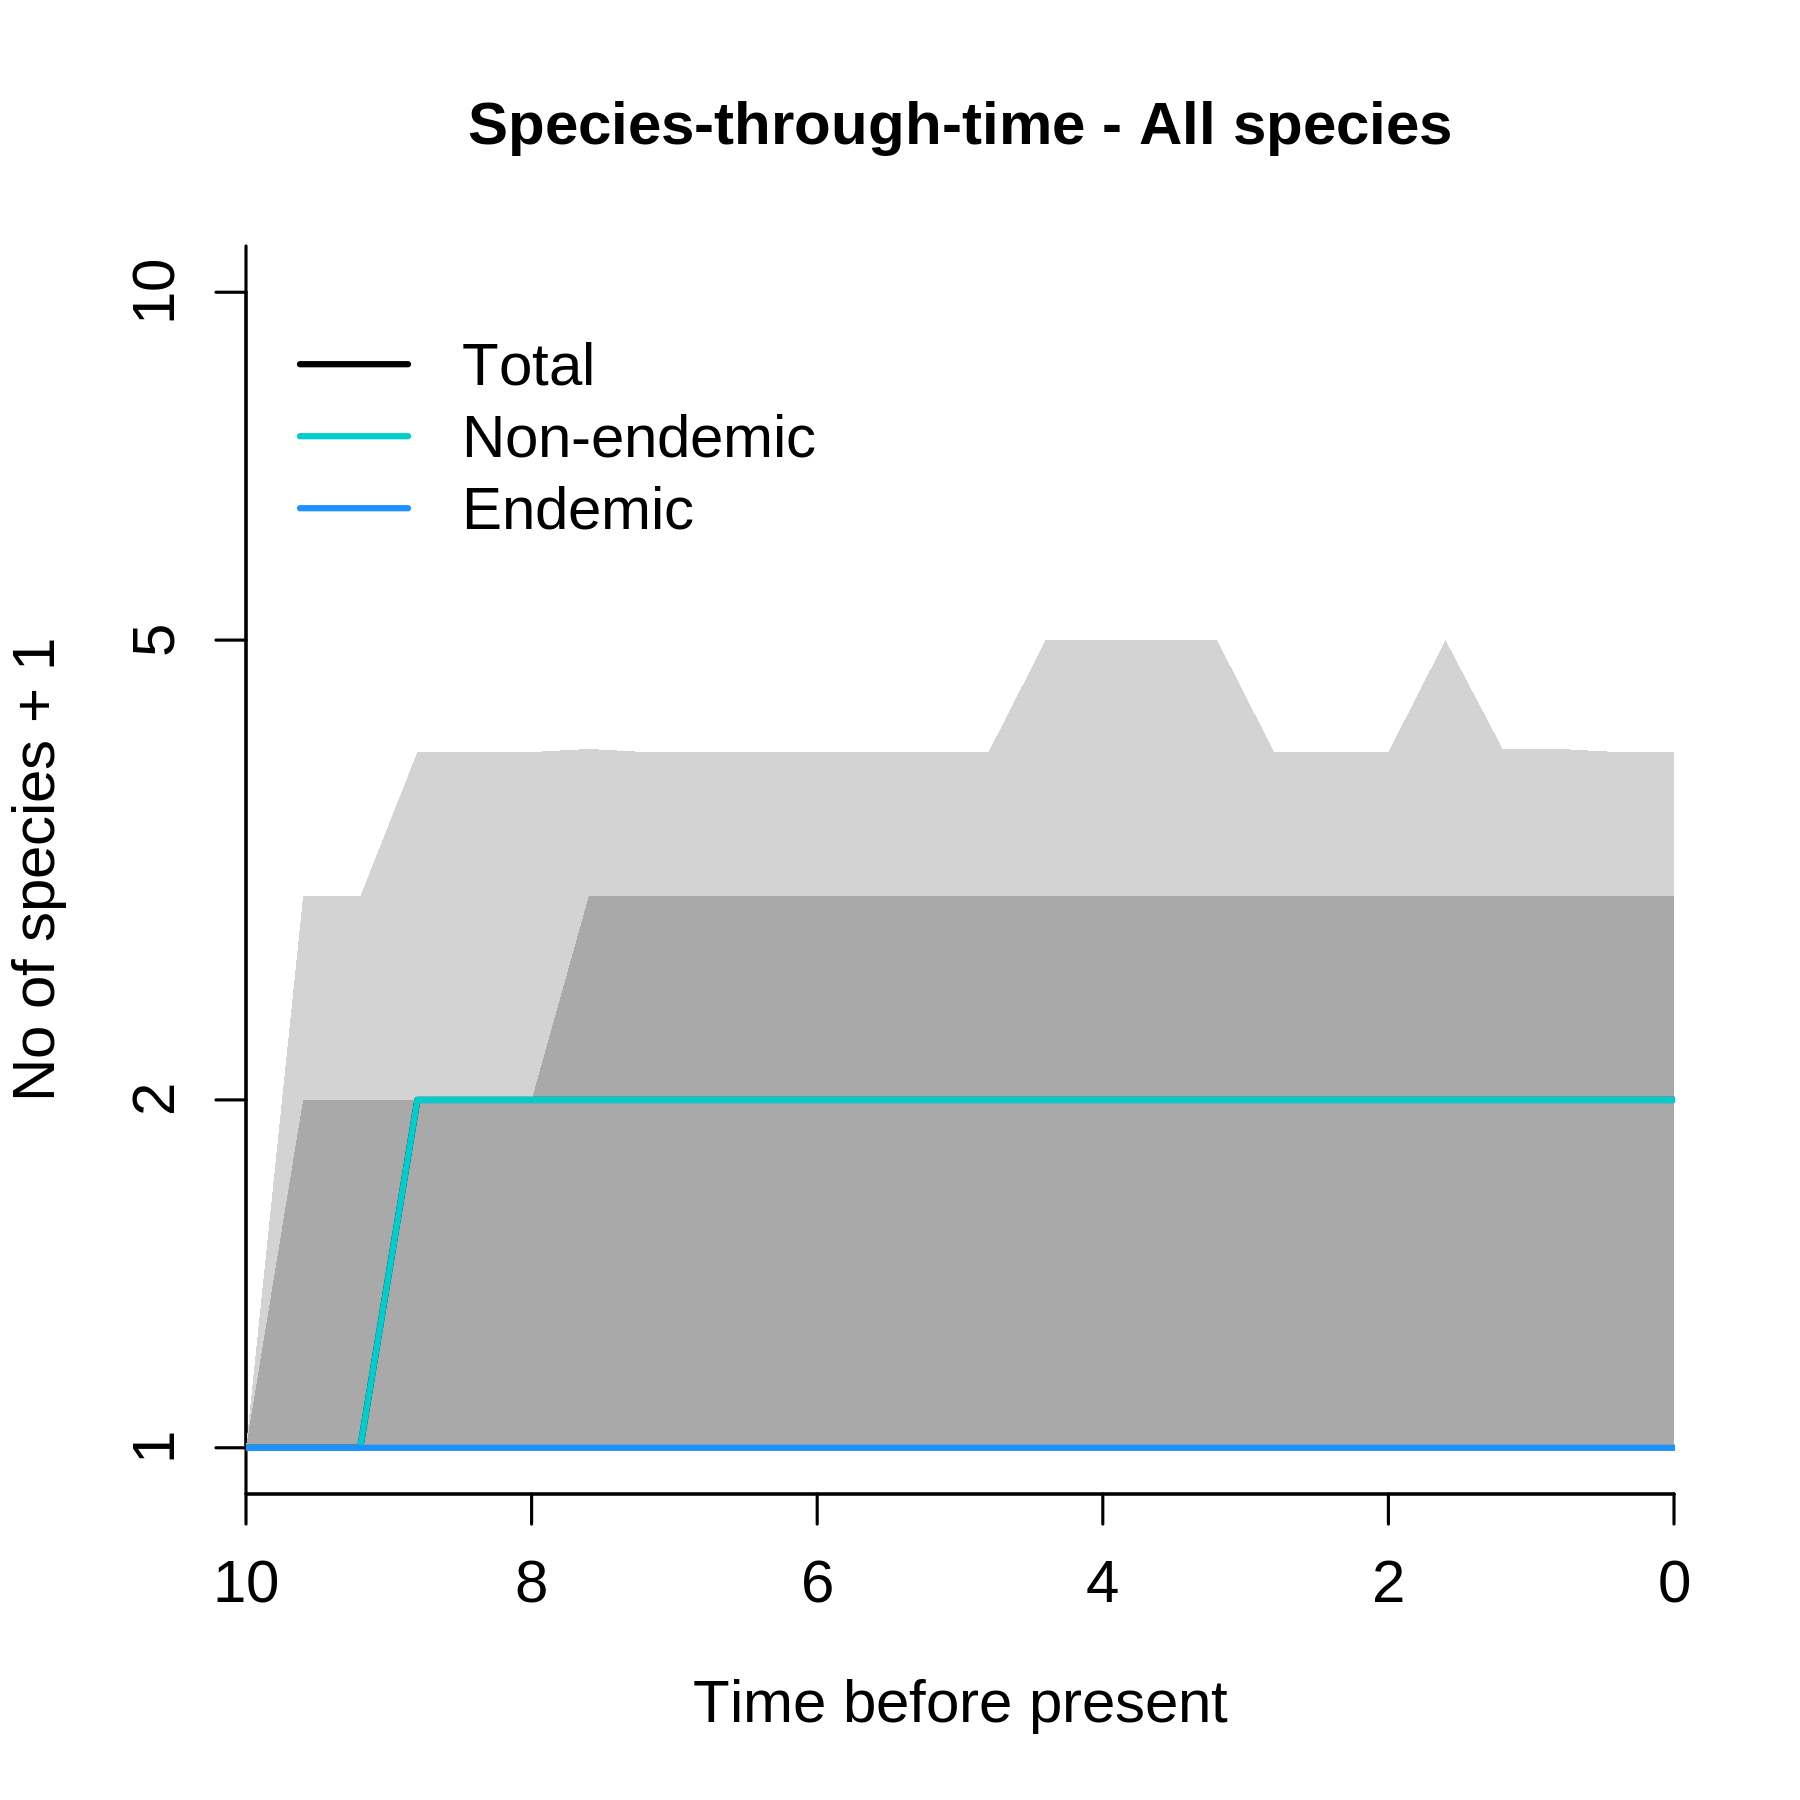 Species-through-time - All species
10
5
2
1
No of species + 1
Total
Non-endemic
Endemic
10 8 6 4 2 0
Time before present